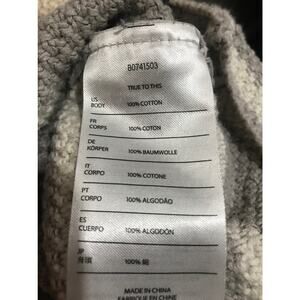 80741503
TRUE TO THIS
US
BODY 100% COTTON
FR
CORPS 100% COTON
DE
KÖRPER 100% BAUMWOLLE
IT
CORPO 100% COTONE
PT
CORPO 100% ALGODÃO
ES
CUERPO 100% ALGODÓN
100%
MADE IN CHINA
FABRIQUÉ EN CHINE